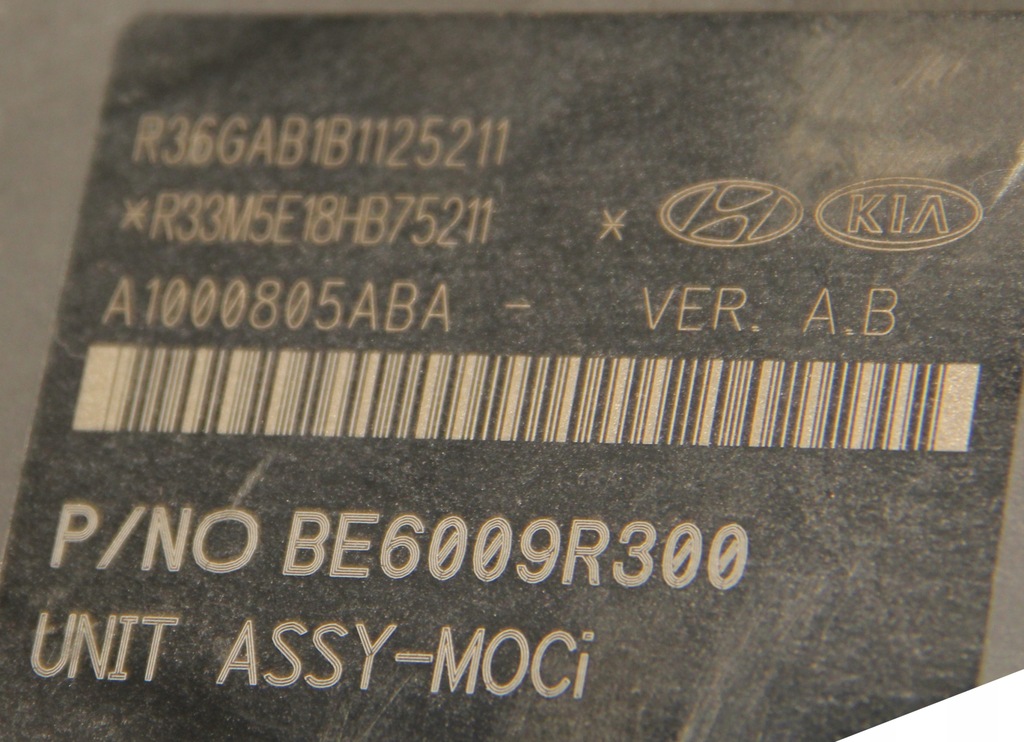 R36GAB1B1125211
*R33M5E18HB75211 * KIA
A1000805ABA - VER. A.B
P/NO BE6009R300
UNIT ASSY-MOCi